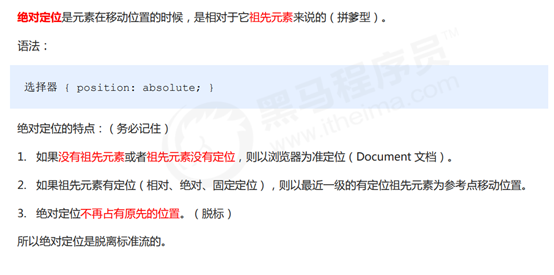 绝对定位是元素在移动位置的时候，是相对于它祖先元素来说的（拼爹型）。
语法：
选择器 { position: absolute; }
绝对定位的特点：（务必记住）
1. 如果没有祖先元素或者祖先元素没有定位，则以浏览器为准定位（Document 文档）。
2. 如果祖先元素有定位（相对、绝对、固定定位），则以最近一级的有定位祖先元素为参考点移动位置。
3. 绝对定位不再占有原先的位置。（脱标）
所以绝对定位是脱离标准流的。
黑马程序员
www.itheima.com